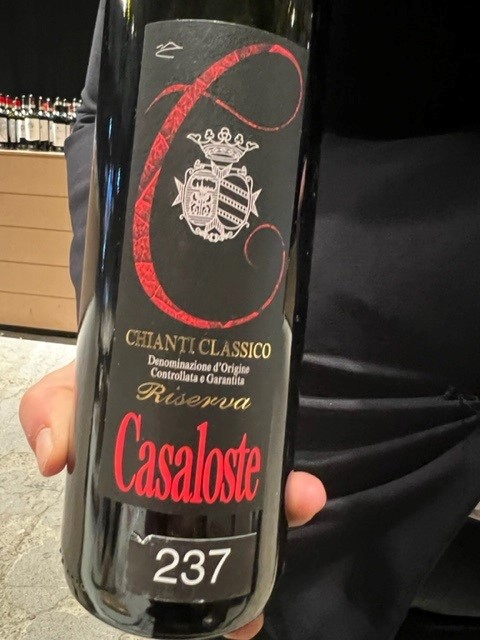 C
CHIANTI CLASSICO
Denominazione d'Origine
Controllata e Garantita
Riserva
Casaloste
237